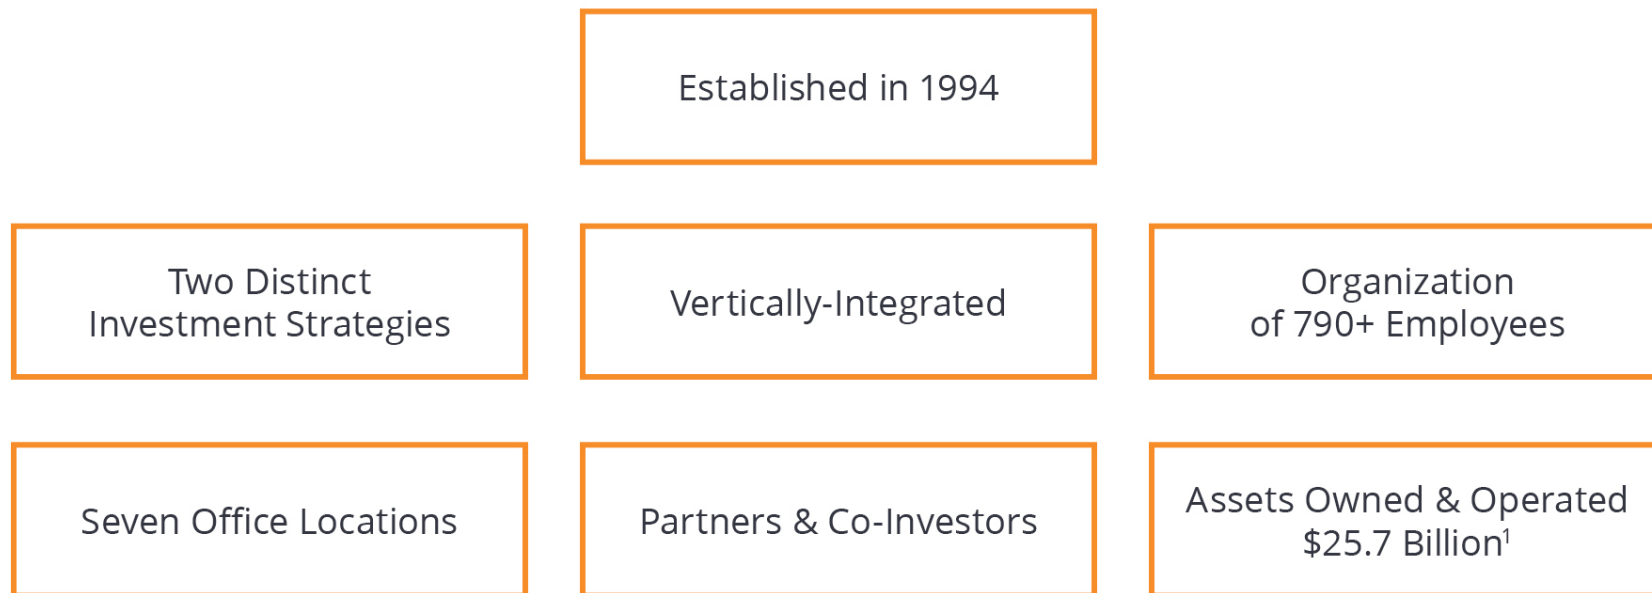 Established in 1994
Two Distinct
Investment Strategies
Vertically-Integrated
Organization
of 790+ Employees
Seven Office Locations
Partners & Co-Investors
Assets Owned & Operated
$25.7 Billion¹